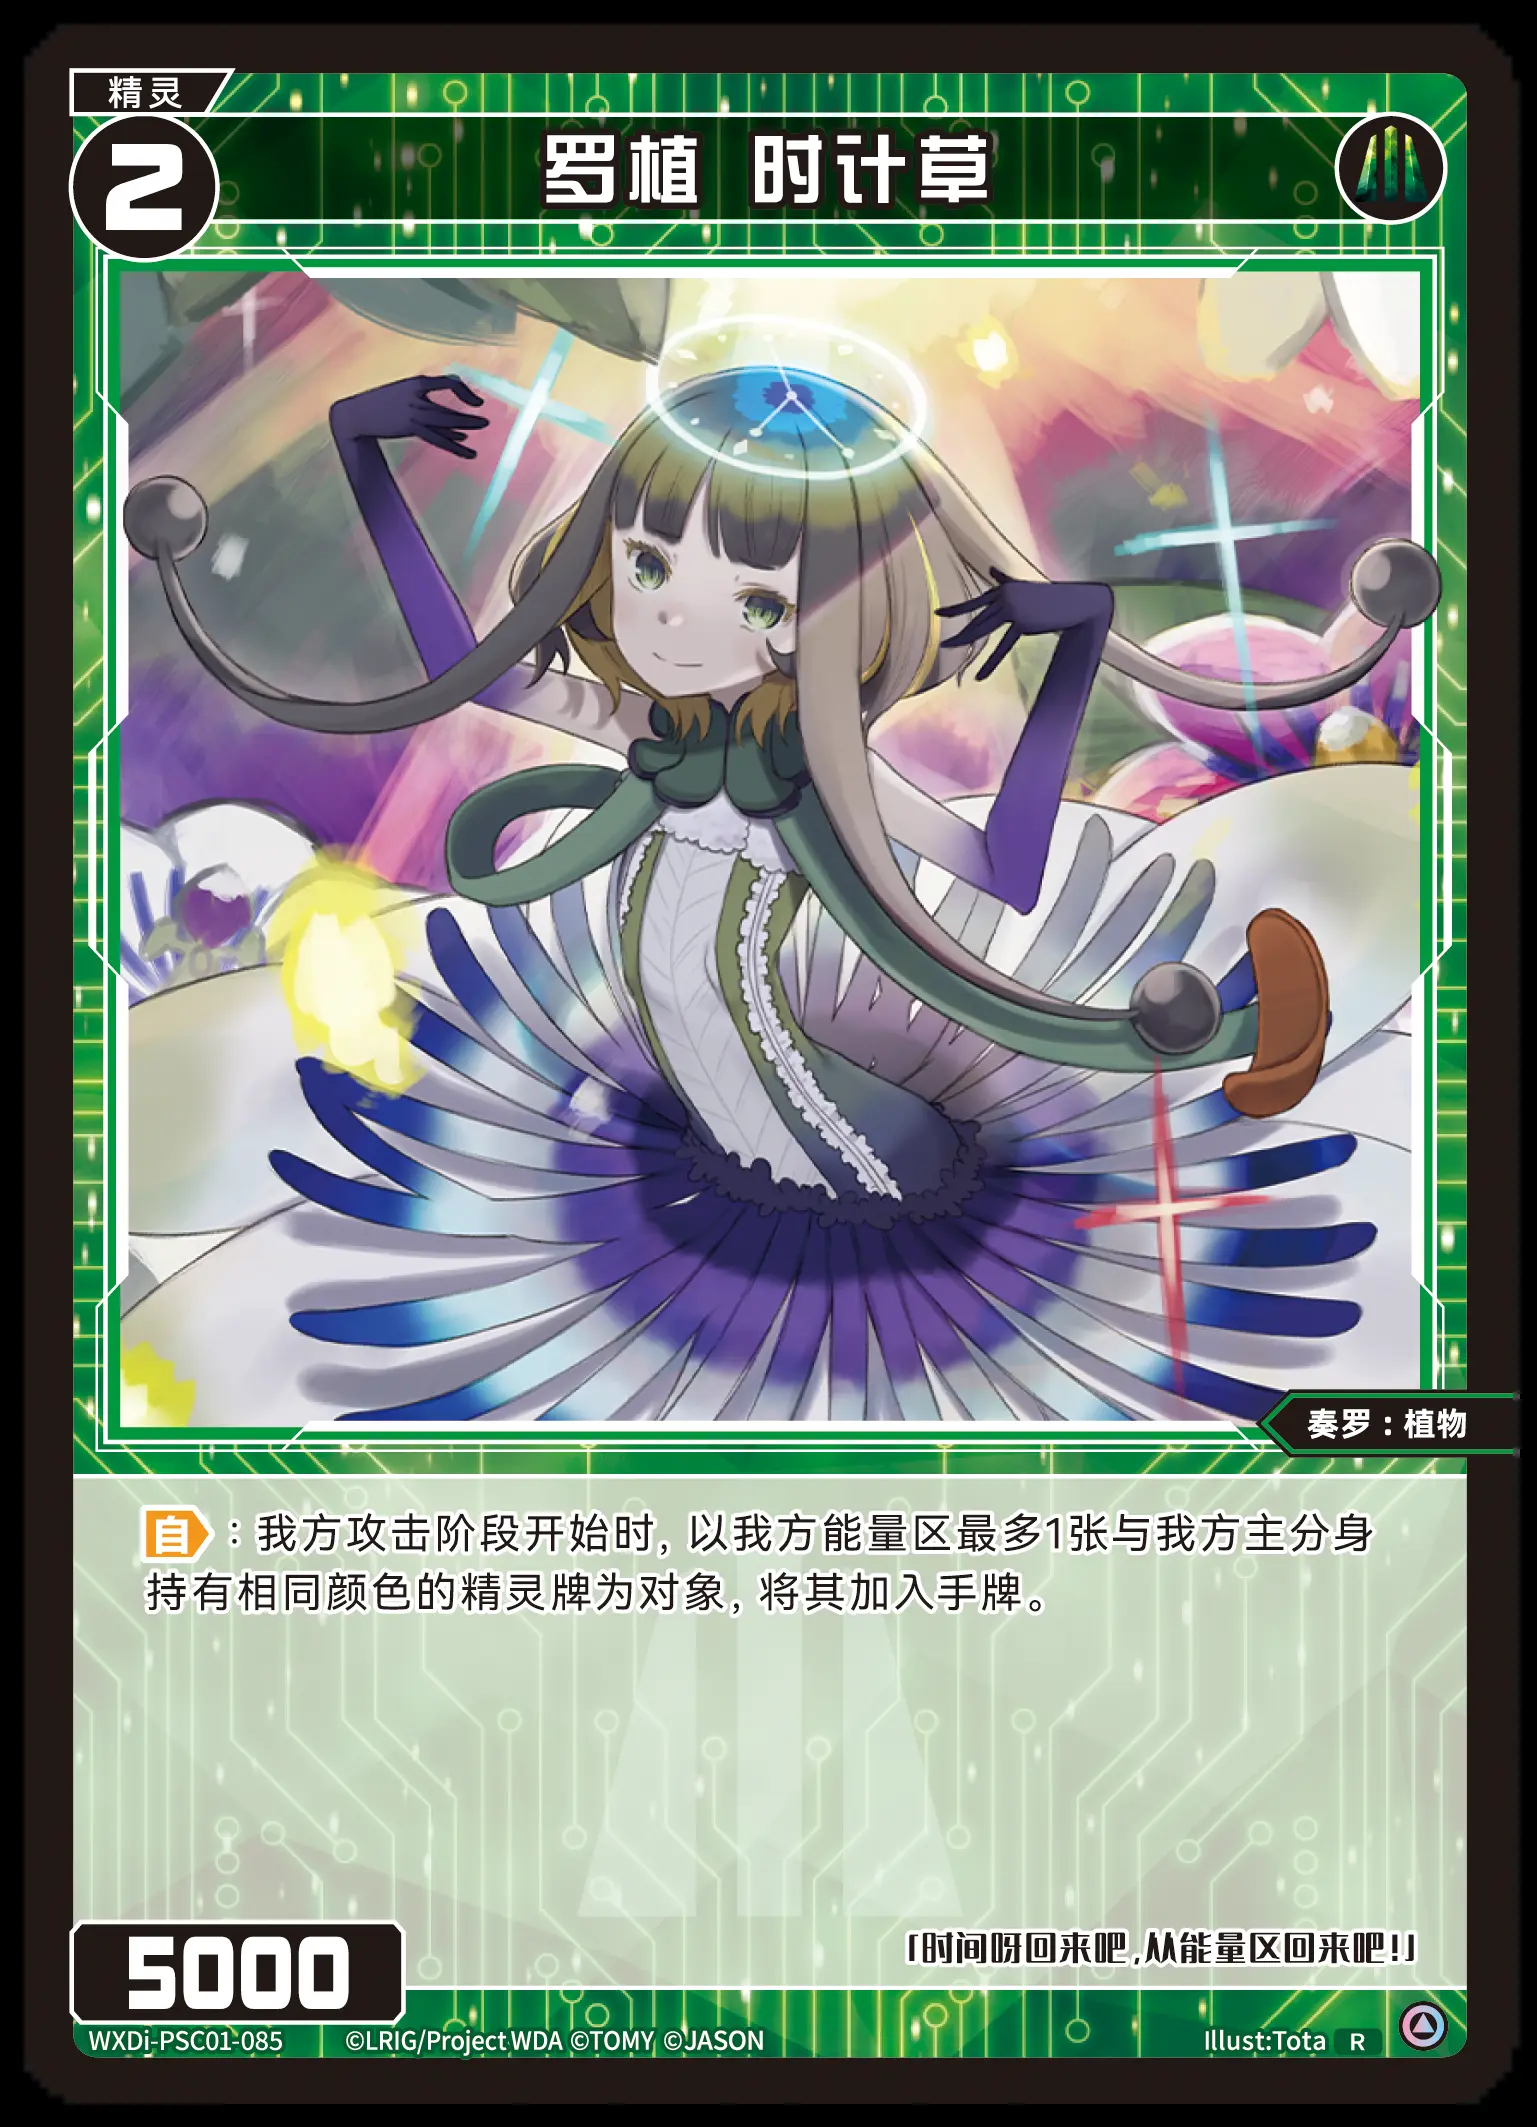 精灵
2
罗植 时计草
奏罗：植物
自：我方攻击阶段开始时, 以我方能量区最多1张与我方主分身
持有相同颜色的精灵牌为对象, 将其加入手牌。
「时间呀回来吧,从能量区回来吧!」
5000
WXDi-PSC01-085 ©LRIG/Project WDA ©TOMY ©JASON Illust:Tota R